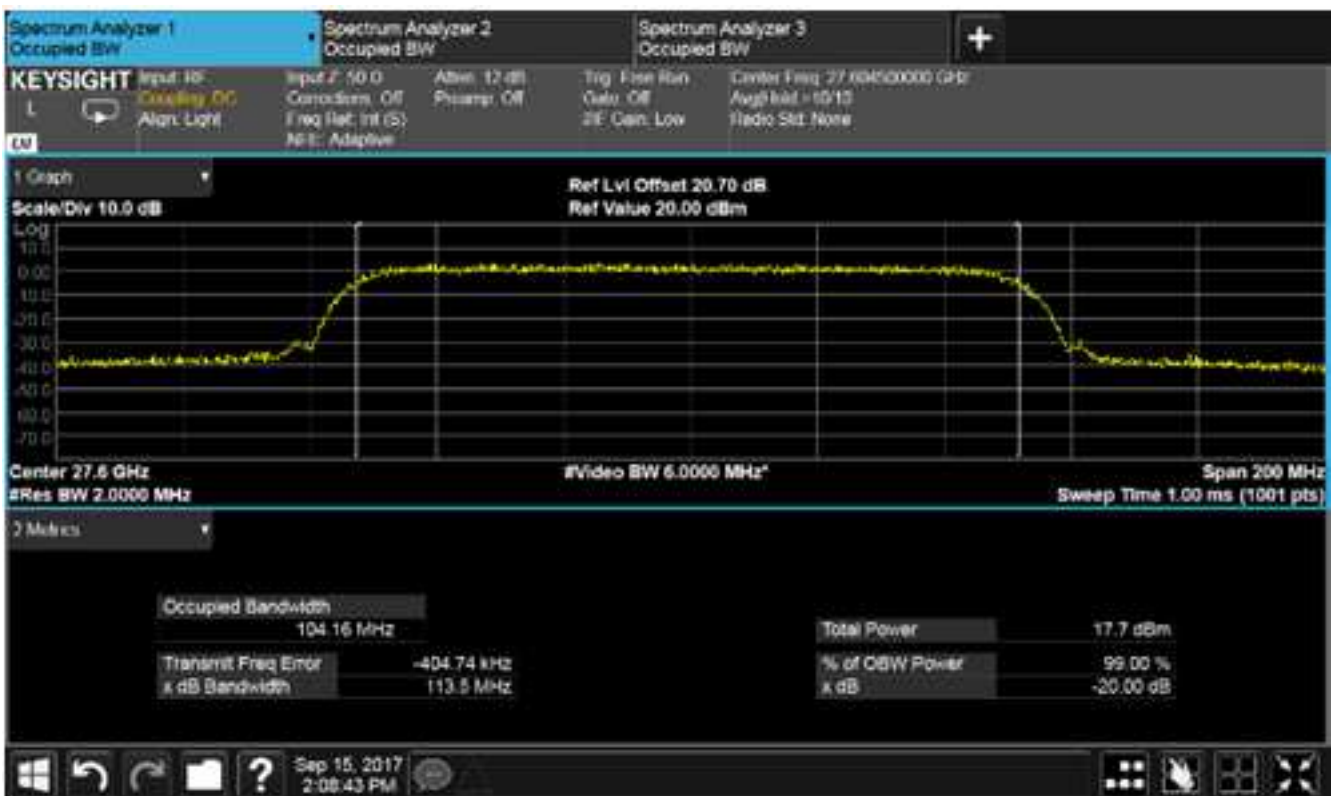 Spectrum Analyzer 1
Occupied BW
Spectrum Analyzer 2
Occupied BW
Spectrum Analyzer 3
Occupied BW
KEYSIGHT
L
Input: RF
Coupling: DC
Align: Light
Input Z: 50 Ω
Corrections: Off
Freq Ref: Int (S)
NFE: Adaptive
Atten: 12 dB
Preamp: Off
Trig: Free Run
Gate: Off
#IF Gain: Low
Center Freq: 27.604500000 GHz
Avg|Hold:>10/10
Radio Std: None
1 Graph
Scale/Div 10.0 dB
Ref Lvl Offset 20.70 dB
Ref Value 20.00 dBm
Log
10.0
0.00
-10.0
-20.0
-30.0
-40.0
-50.0
-60.0
-70.0
Center 27.6 GHz
#Video BW 6.0000 MHz*
Span 200 MHz
#Res BW 2.0000 MHz
Sweep Time 1.00 ms (1001 pts)
2 Metrics
Occupied Bandwidth
104.16 MHz
Total Power 17.7 dBm
Transmit Freq Error -404.74 kHz
% of OBW Power 99.00 %
x dB Bandwidth 113.5 MHz
x dB -20.00 dB
?
Sep 15, 2017
2:08:43 PM